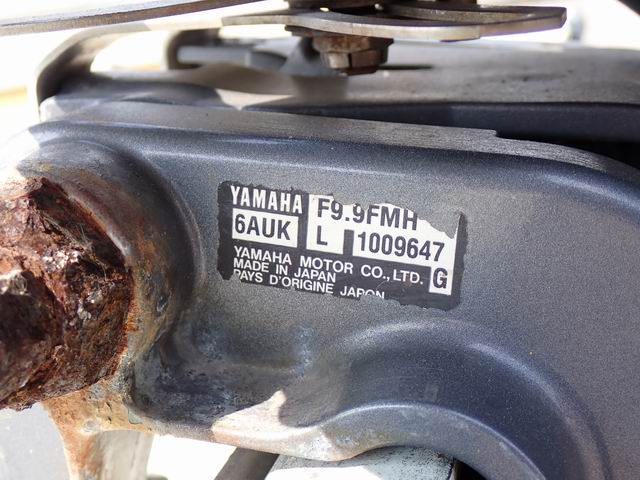 YAMAHA F9.9FMH
6AUK L 1009647
YAMAHA MOTOR CO., LTD. G
MADE IN JAPAN
PAYS D'ORIGINE JAPON